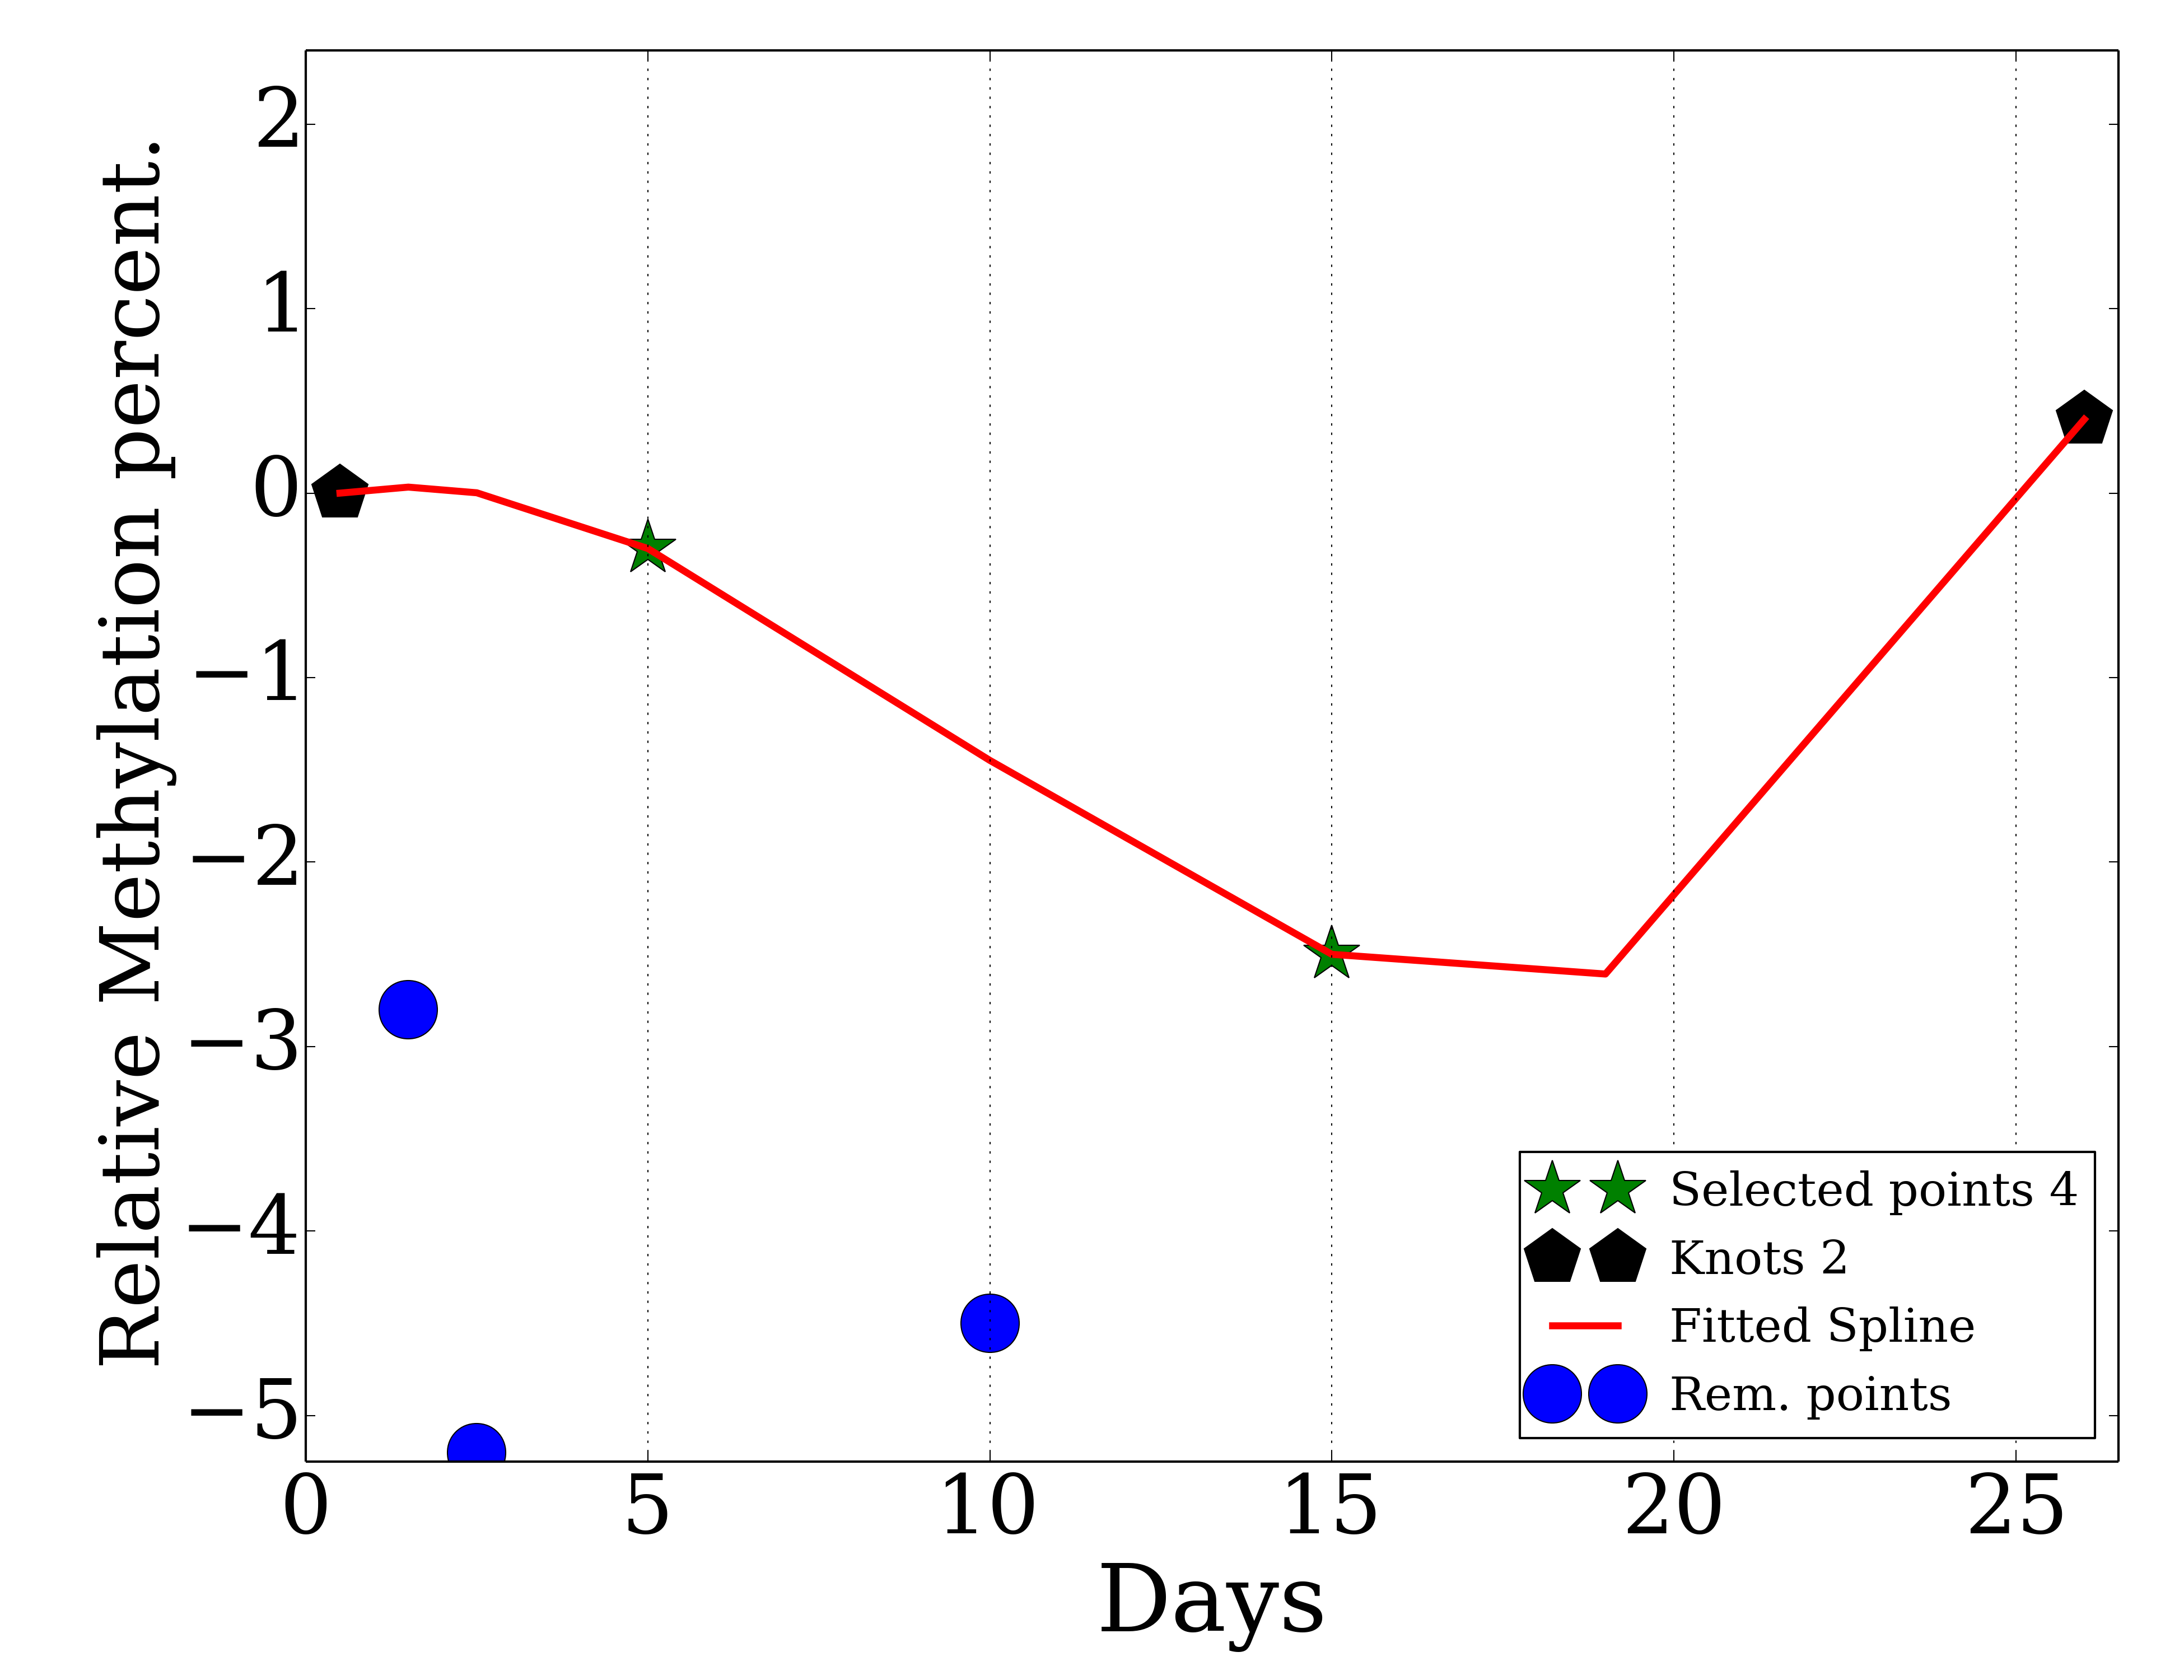 Relative Methylation percent.
2
1
0
−1
−2
−3
−4
−5
0 5 10 15 20 25
Days
Selected points 4
Knots 2
Fitted Spline
Rem. points